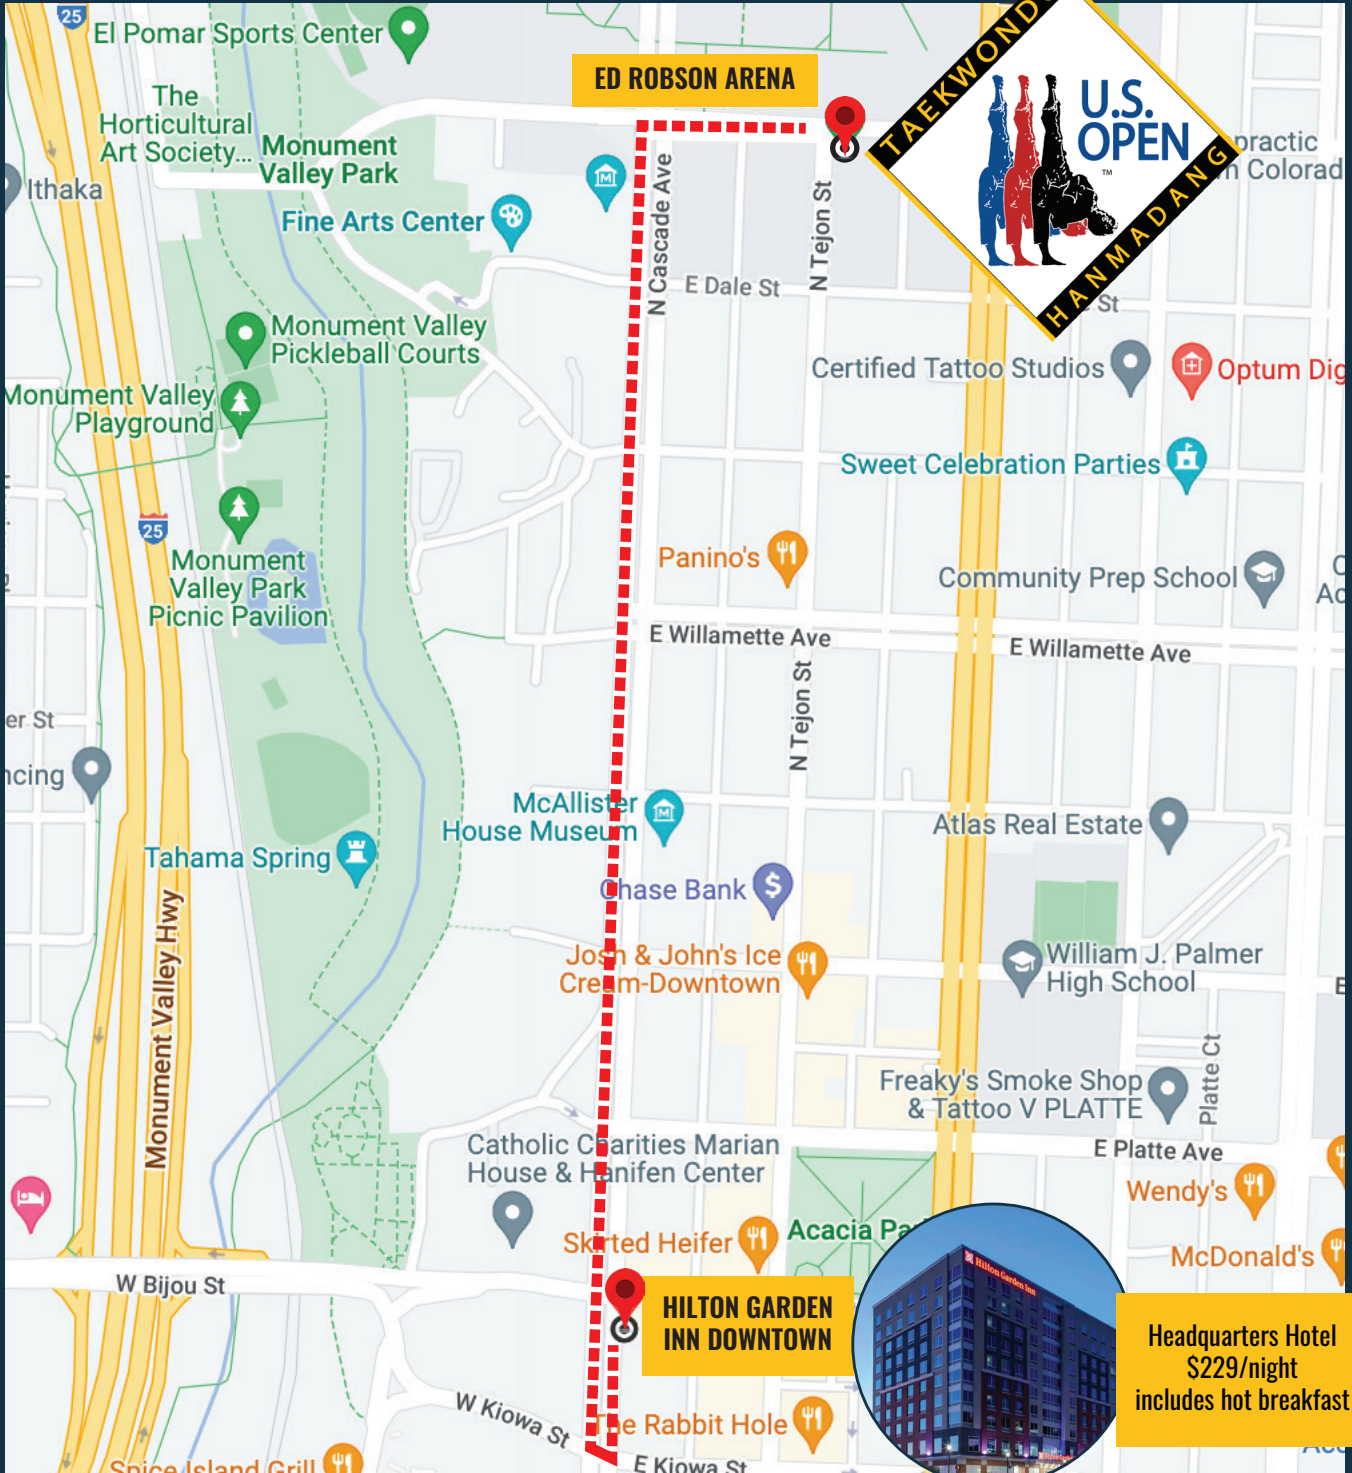 25
El Pomar Sports Center
ED ROBSON ARENA
TAEKWONDO
U.S.
OPEN
TM
HANMADANG
The
Horticultural
Art Society...
Monument
Valley Park
Ithaka
Fine Arts Center
N Cascade Ave
N Tejon St
E Dale St
St
Colorad
Monument Valley
Pickleball Courts
Monument Valley
Playground
Certified Tattoo Studios
Optum Dig
Sweet Celebration Parties
25
Monument
Valley Park
Picnic Pavilion
Panino's
Community Prep School
E Willamette Ave
E Willamette Ave
N Tejon St
er St
ncing
McAllister
House Museum
Atlas Real Estate
Tahama Spring
Chase Bank
Monument Valley Hwy
Josh & John's Ice
Cream-Downtown
William J. Palmer
High School
Platte Ct
Freaky's Smoke Shop
& Tattoo V PLATTE
Catholic Charities Marian
House & Hanifen Center
E Platte Ave
Wendy's
Skirted Heifer
Acacia Pa
McDonald's
W Bijou St
Hilton Garden Inn
HILTON GARDEN
INN DOWNTOWN
Headquarters Hotel
$229/night
includes hot breakfast
W Kiowa St
The Rabbit Hole
E Kiowa St
Spice Island Grill